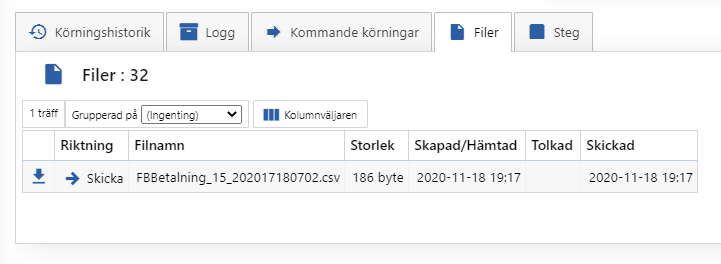 Körningshistorik Logg Kommande körningar Filer Steg
Filer : 32
1 träff Grupperad på (Ingenting) Kolumnväljaren
Riktning Filnamn Storlek Skapad/Hämtad Tolkad Skickad
Skicka FBBetalning_15_202017180702.csv 186 byte 2020-11-18 19:17 2020-11-18 19:17